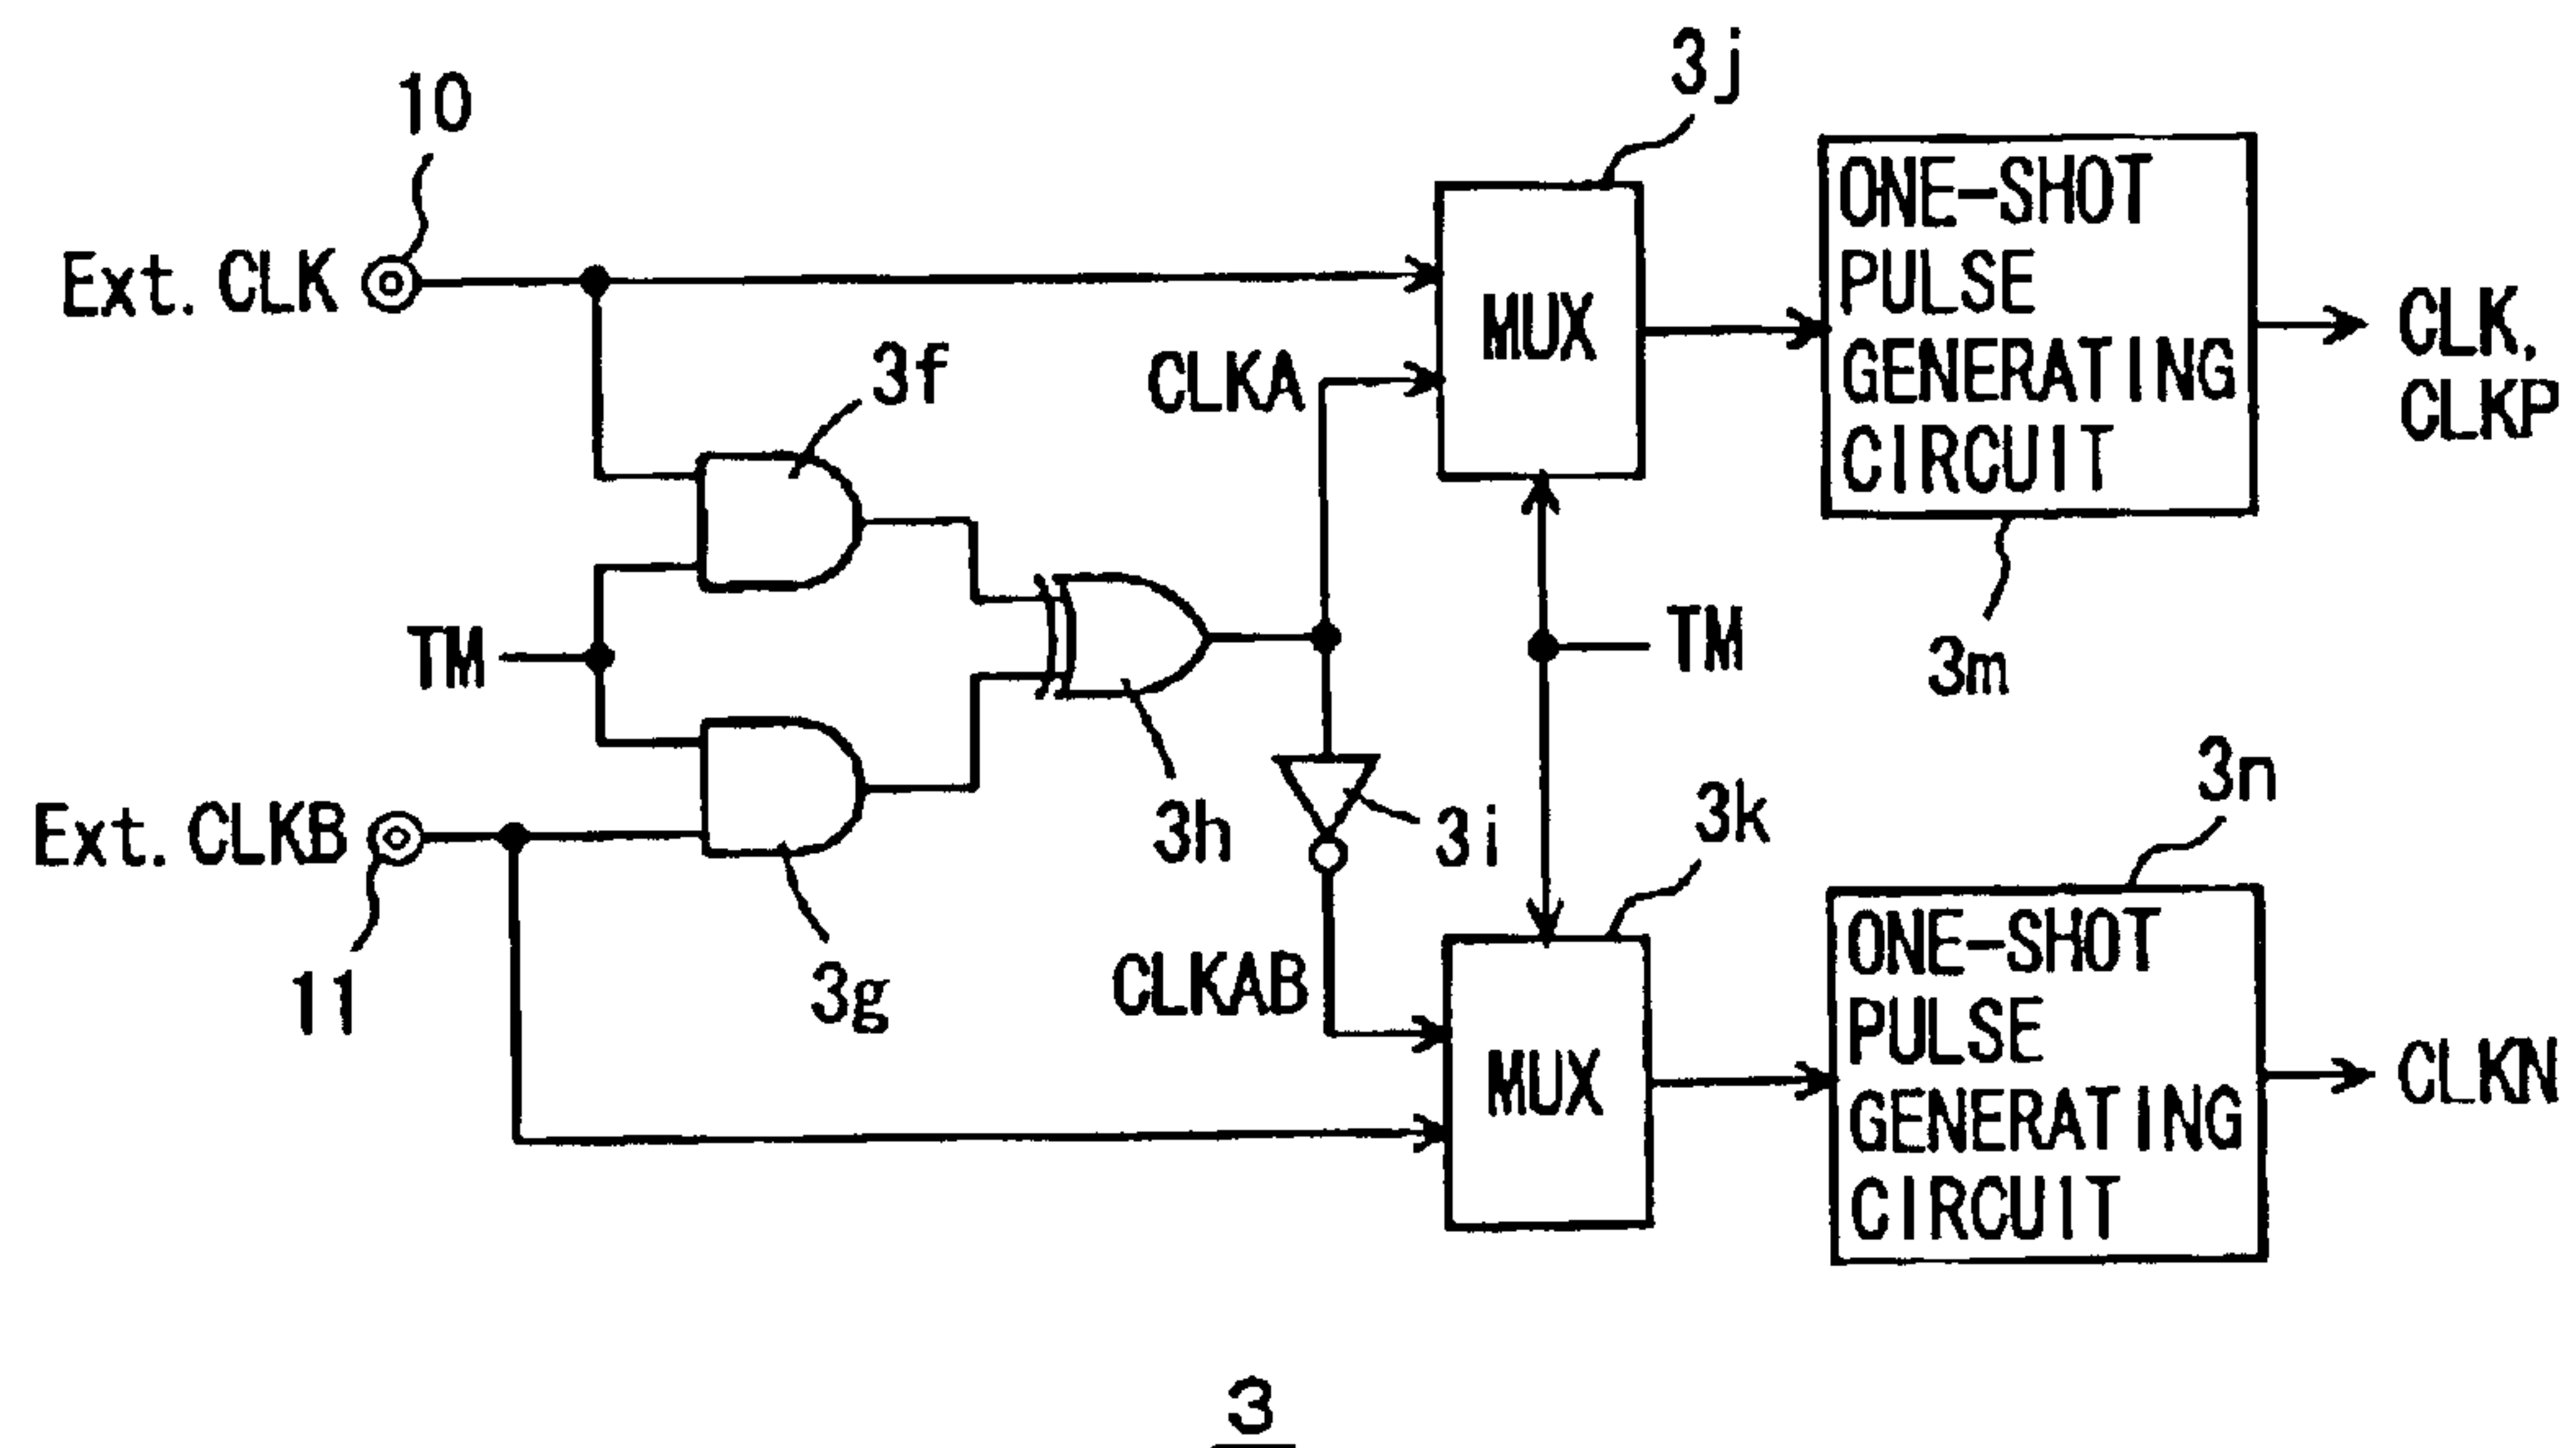 10
3j
Ext. CLK
MUX
ONE-SHOT
PULSE
GENERATING
CIRCUIT
CLK,
CLKP
3f
CLKA
TM
TM
3m
3h
3i
3k
3n
Ext. CLKB
11
3g
CLKAB
MUX
ONE-SHOT
PULSE
GENERATING
CIRCUIT
CLKN
3